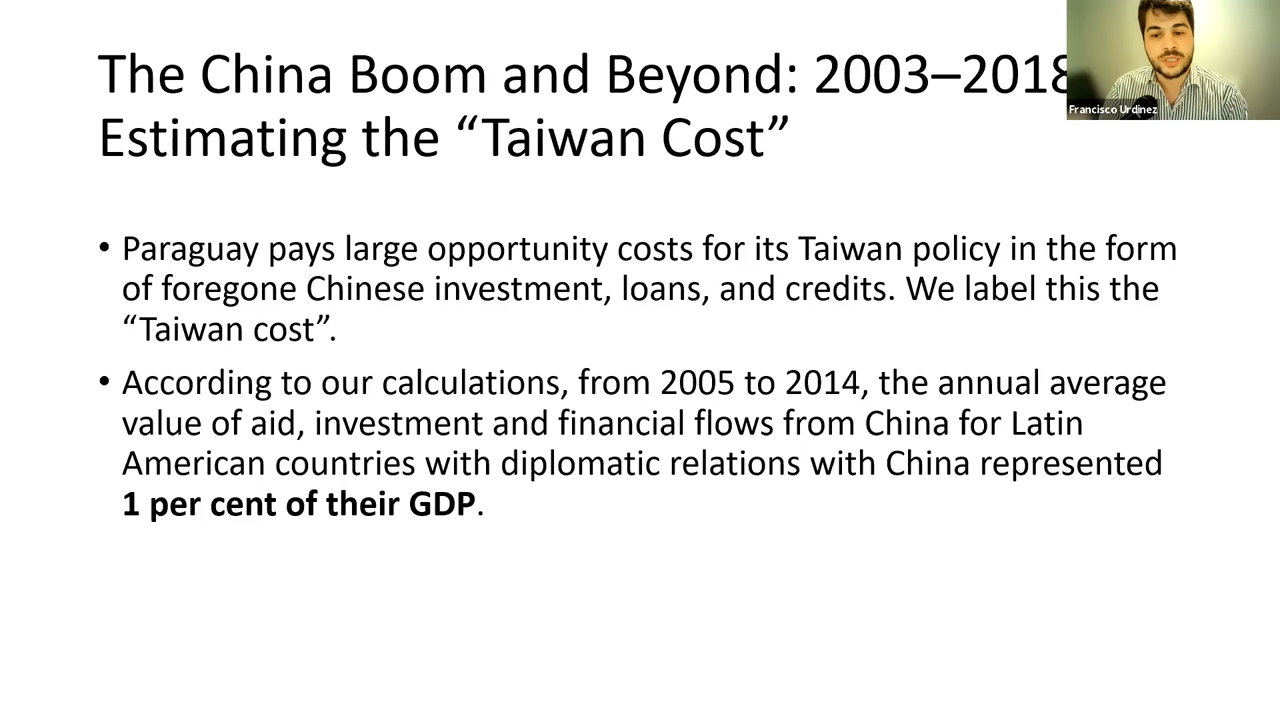 The China Boom and Beyond: 2003–2018
Estimating the “Taiwan Cost”
Francisco Urdinez
• Paraguay pays large opportunity costs for its Taiwan policy in the form
of foregone Chinese investment, loans, and credits. We label this the
“Taiwan cost”.
• According to our calculations, from 2005 to 2014, the annual average
value of aid, investment and financial flows from China for Latin
American countries with diplomatic relations with China represented
1 per cent of their GDP.